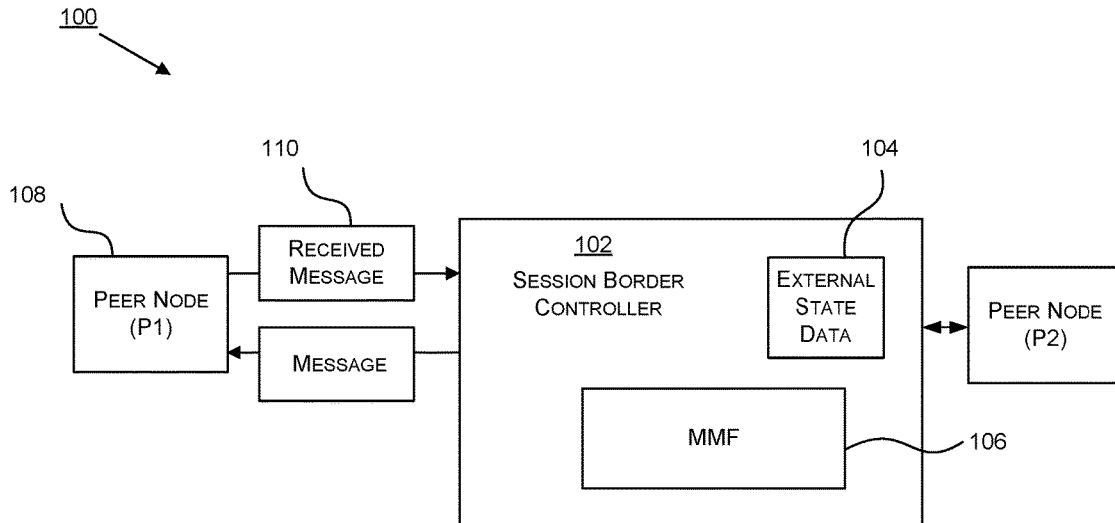 100
110
104
108
RECEIVED
MESSAGE
102
SESSION BORDER
CONTROLLER
EXTERNAL
STATE
DATA
PEER NODE
(P1)
PEER NODE
(P2)
MESSAGE
MMF
106